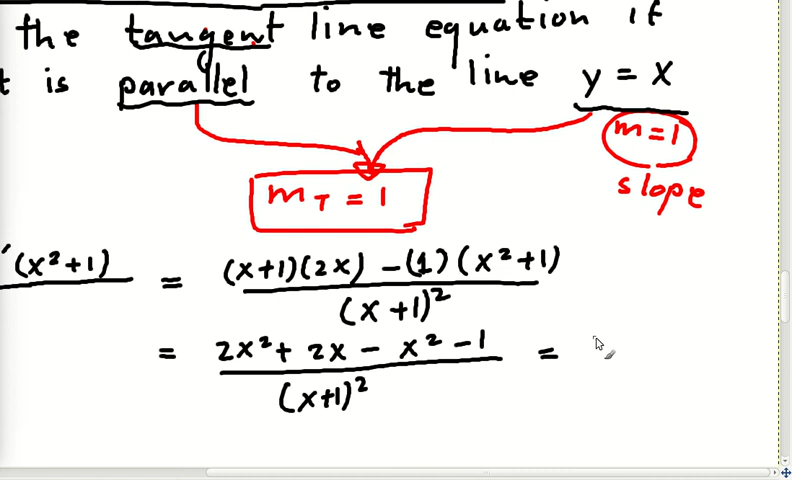 the tangent line equation if
t is parallel to the line y = x
m = 1
slope
m_T = 1
'(x²+1) = (x+1)(2x) - (1)(x²+1)
(x+1)²
= 2x² + 2x - x² - 1 =
(x+1)²